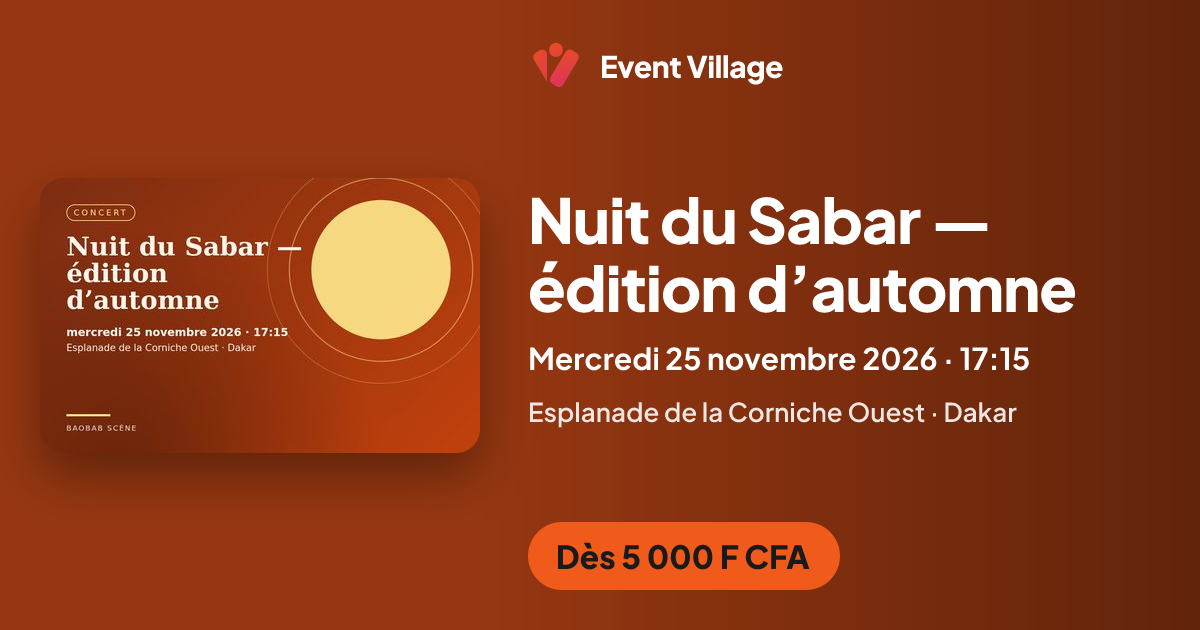 Event Village
CONCERT
Nuit du Sabar —
édition
d’automne
mercredi 25 novembre 2026 · 17:15
Esplanade de la Corniche Ouest · Dakar
BAOBAB SCÈNE
Nuit du Sabar —
édition d’automne
Mercredi 25 novembre 2026 · 17:15
Esplanade de la Corniche Ouest · Dakar
Dès 5 000 F CFA